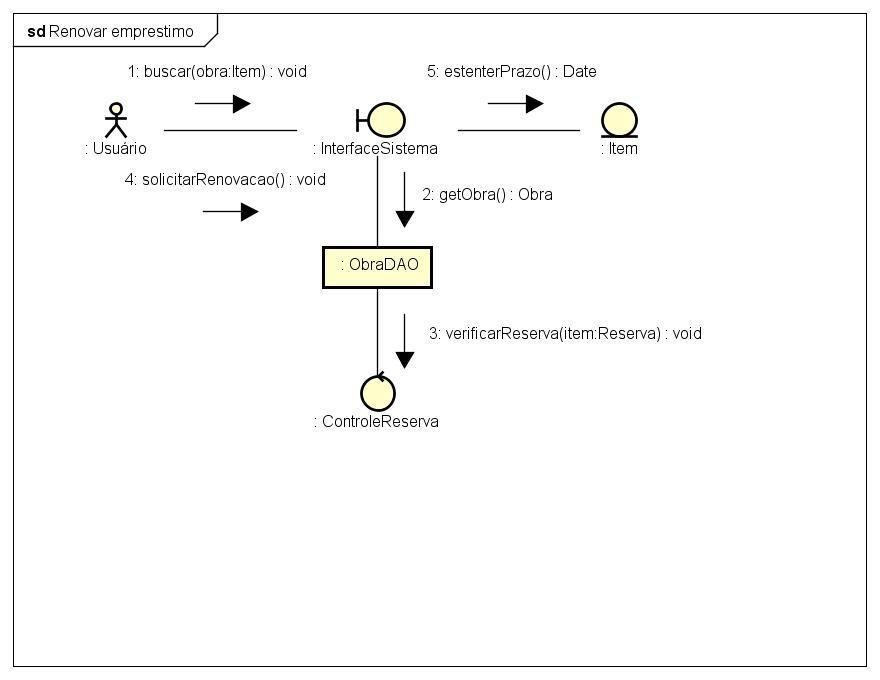 sd Renovar emprestimo
1: buscar(obra:Item) : void
5: estenterPrazo() : Date
: Usuário
: InterfaceSistema
: Item
4: solicitarRenovacao() : void
2: getObra() : Obra
: ObraDAO
3: verificarReserva(item:Reserva) : void
: ControleReserva